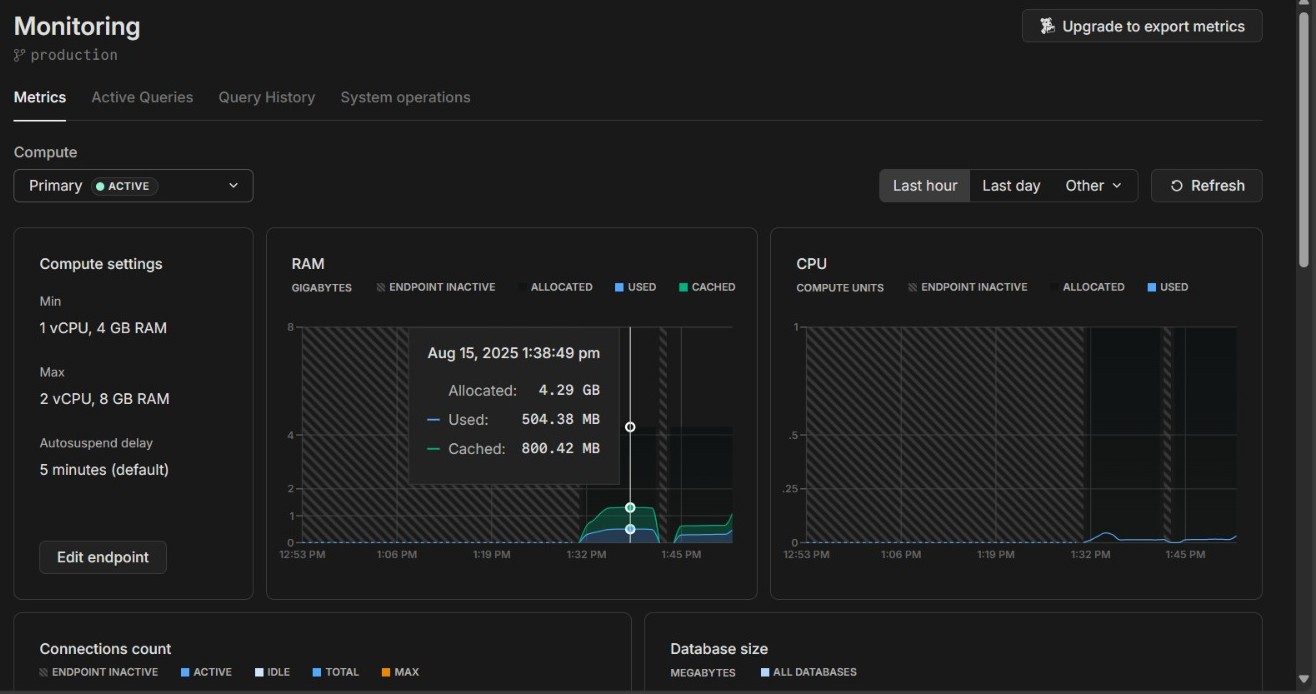 Monitoring
Upgrade to export metrics
production
Metrics Active Queries Query History System operations
Compute
Primary ACTIVE
Last hour Last day Other Refresh
Compute settings
Min
1 vCPU, 4 GB RAM
Max
2 vCPU, 8 GB RAM
Autosuspend delay
5 minutes (default)
Edit endpoint
RAM
GIGABYTES ENDPOINT INACTIVE ALLOCATED USED CACHED
8
4
2
1
0
Aug 15, 2025 1:38:49 pm
Allocated: 4.29 GB
Used: 504.38 MB
Cached: 800.42 MB
12:53 PM 1:06 PM 1:19 PM 1:32 PM 1:45 PM
CPU
COMPUTE UNITS ENDPOINT INACTIVE ALLOCATED USED
1
.5
.25
0
12:53 PM 1:06 PM 1:19 PM 1:32 PM 1:45 PM
Connections count
ENDPOINT INACTIVE ACTIVE IDLE TOTAL MAX
Database size
MEGABYTES ALL DATABASES